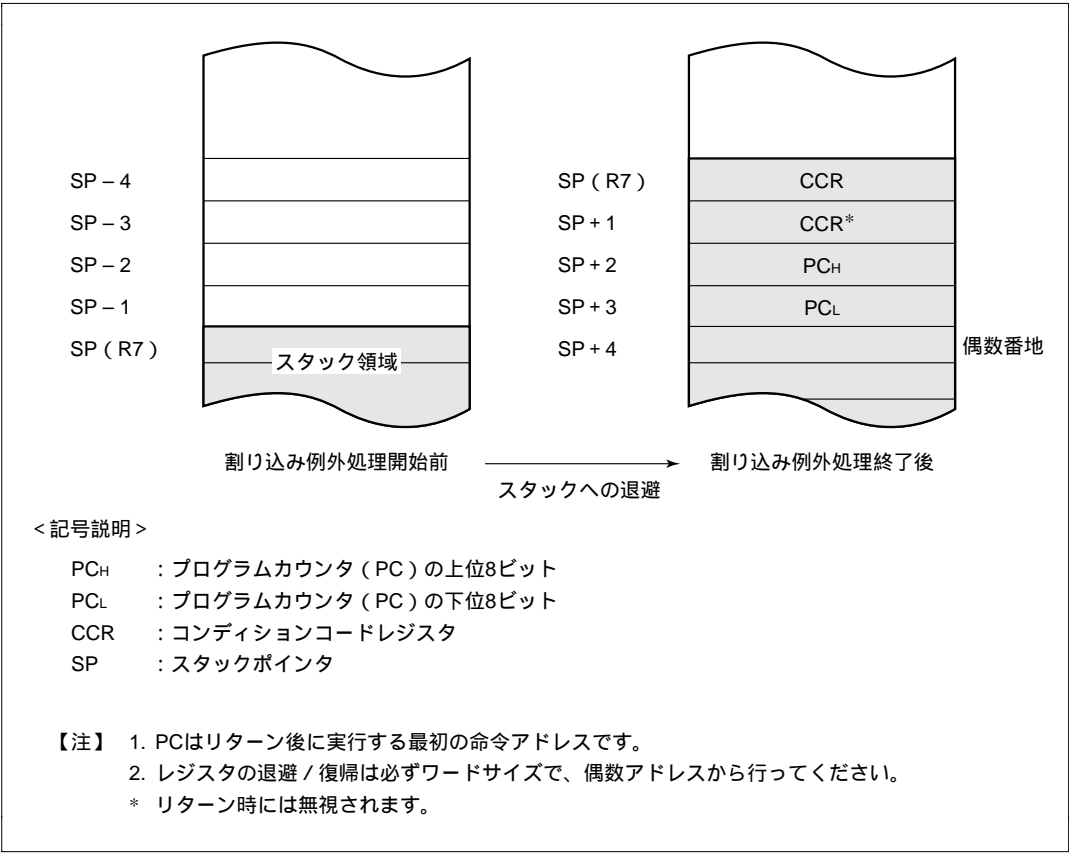 SP – 4
SP – 3
SP – 2
SP – 1
SP ( R7 )
スタック領域
SP ( R7 )
SP + 1
SP + 2
SP + 3
SP + 4
CCR
CCR*
PCH
PCL
偶数番地
割り込み例外処理開始前
スタックへの退避
割り込み例外処理終了後
<記号説明>
PCH :プログラムカウンタ(PC)の上位8ビット
PCL :プログラムカウンタ(PC)の下位8ビット
CCR :コンディションコードレジスタ
SP :スタックポインタ
【注】 1. PCはリターン後に実行する最初の命令アドレスです。
2. レジスタの退避/復帰は必ずワードサイズで、偶数アドレスから行ってください。
* リターン時には無視されます。